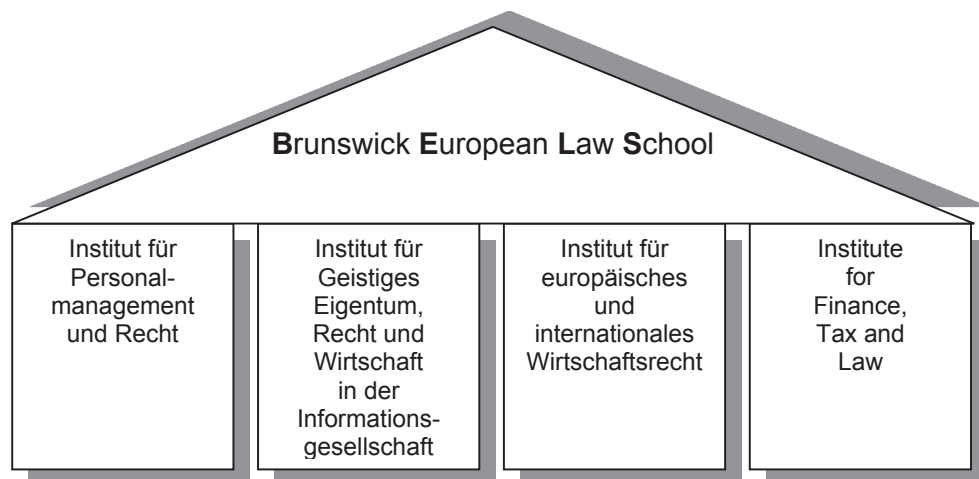 Brunswick European Law School
Institut für
Personal-
management
und Recht
Institut für
Geistiges
Eigentum,
Recht und
Wirtschaft
in der
Informations-
gesellschaft
Institut für
europäisches
und
internationales
Wirtschaftsrecht
Institute
for
Finance,
Tax and
Law